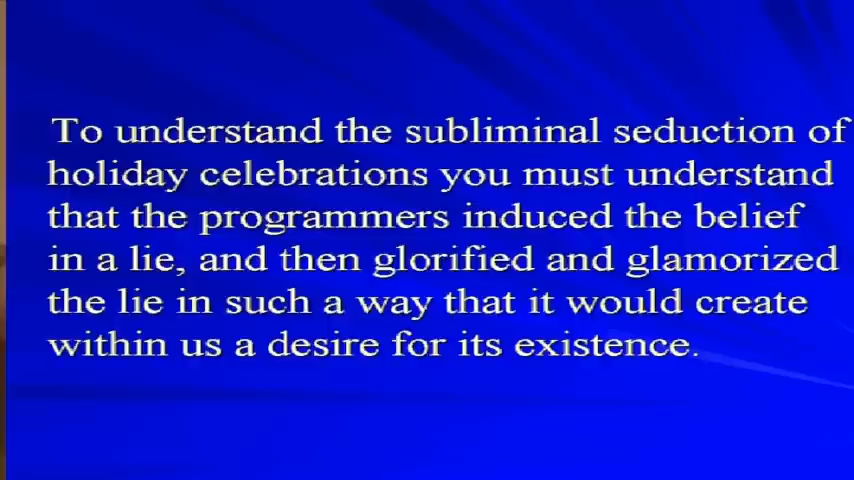 To understand the subliminal seduction of
holiday celebrations you must understand
that the programmers induced the belief
in a lie, and then glorified and glamorized
the lie in such a way that it would create
within us a desire for its existence.